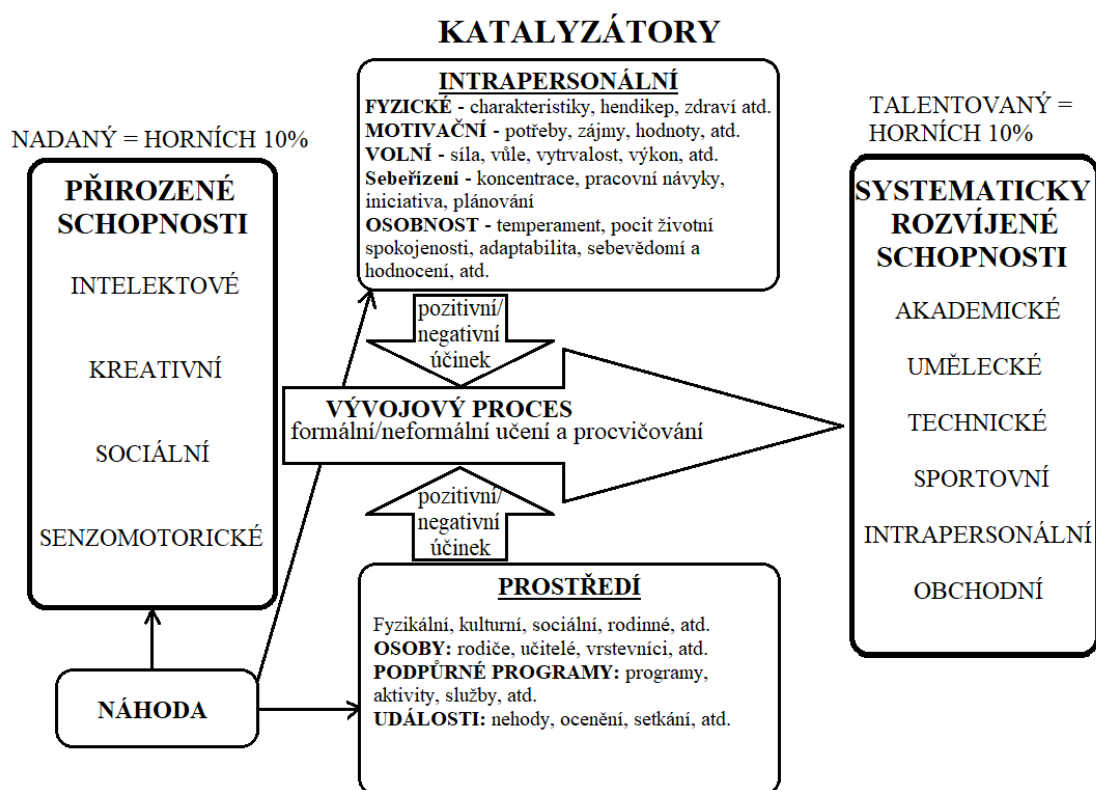 KATALYZÁTORY
NADANÝ = HORNÍCH 10%
PŘIROZENÉ
SCHOPNOSTI
INTELEKTOVÉ
KREATIVNÍ
SOCIÁLNÍ
SENZOMOTORICKÉ
NÁHODA
INTRAPERSONÁLNÍ
FYZICKÉ - charakteristiky, hendikep, zdraví atd.
MOTIVAČNÍ - potřeby, zájmy, hodnoty, atd.
VOLNÍ - síla, vůle, vytrvalost, výkon, atd.
Sebeřízení - koncentrace, pracovní návyky,
iniciativa, plánování
OSOBNOST - temperament, pocit životní
spokojenosti, adaptabilita, sebevědomí a
hodnocení, atd.
pozitivní/
negativní
účinek
VÝVOJOVÝ PROCES
formální/neformální učení a procvičování
pozitivní/
negativní
účinek
PROSTŘEDÍ
Fyzikální, kulturní, sociální, rodinné, atd.
OSOBY: rodiče, učitelé, vrstevníci, atd.
PODPŮRNÉ PROGRAMY: programy,
aktivity, služby, atd.
UDÁLOSTI: nehody, ocenění, setkání, atd.
TALENTOVANÝ =
HORNÍCH 10%
SYSTEMATICKY
ROZVÍJENÉ
SCHOPNOSTI
AKADEMICKÉ
UMĚLECKÉ
TECHNICKÉ
SPORTOVNÍ
INTRAPERSONÁLNÍ
OBCHODNÍ